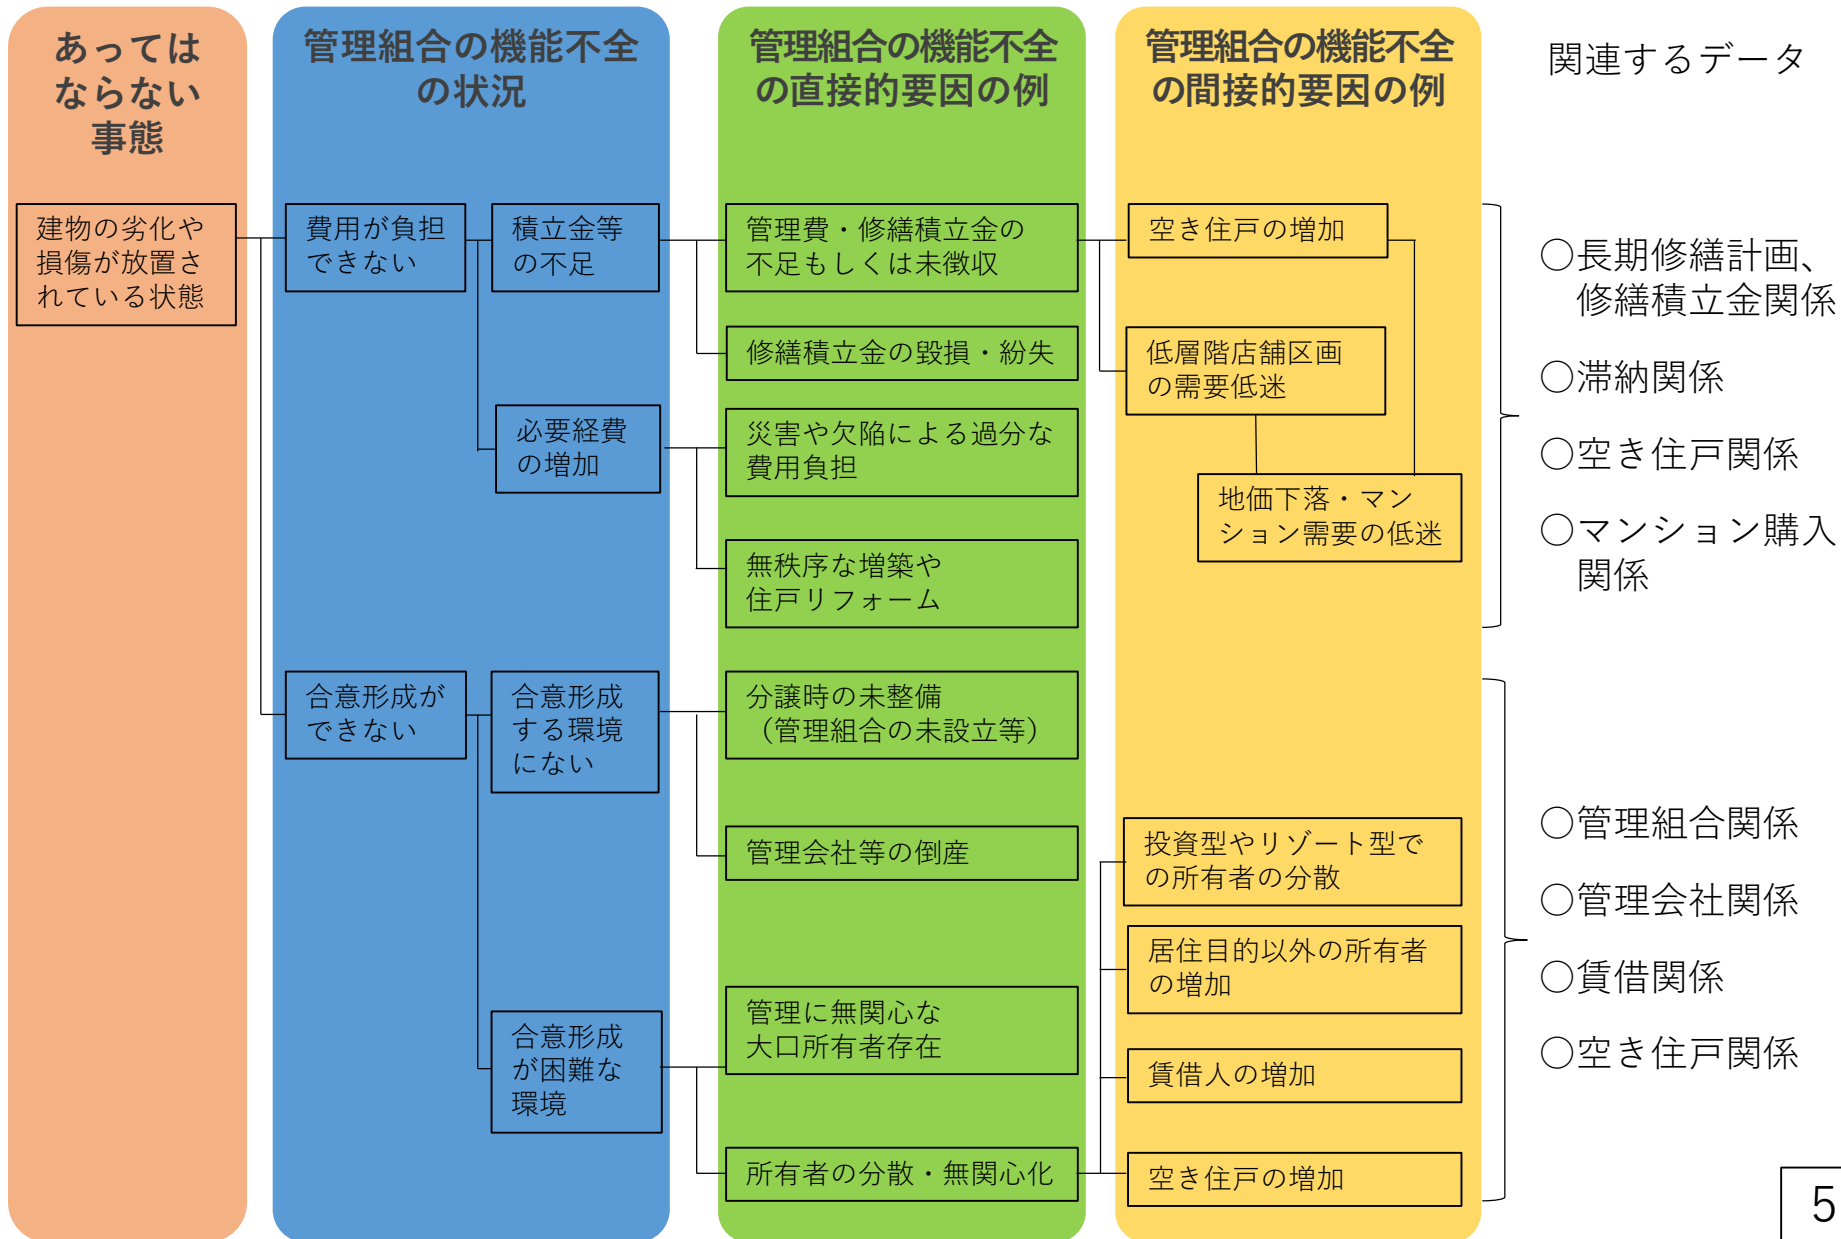 あっては
ならない
事態
管理組合の機能不全
の状況
管理組合の機能不全
の直接的要因の例
管理組合の機能不全
の間接的要因の例
関連するデータ
建物の劣化や
損傷が放置さ
れている状態
費用が負担
できない
積立金等
の不足
管理費・修繕積立金の
不足もしくは未徴収
空き住戸の増加
修繕積立金の毀損・紛失
低層階店舗区画
の需要低迷
必要経費
の増加
災害や欠陥による過分な
費用負担
地価下落・マン
ション需要の低迷
無秩序な増築や
住戸リフォーム
○長期修繕計画、
修繕積立金関係
○滞納関係
○空き住戸関係
○マンション購入
関係
合意形成が
できない
合意形成
する環境
にない
分譲時の未整備
（管理組合の未設立等）
管理会社等の倒産
投資型やリゾート型で
の所有者の分散
居住目的以外の所有者
の増加
合意形成
が困難な
環境
管理に無関心な
大口所有者存在
賃借人の増加
所有者の分散・無関心化
空き住戸の増加
○管理組合関係
○管理会社関係
○賃借関係
○空き住戸関係
5